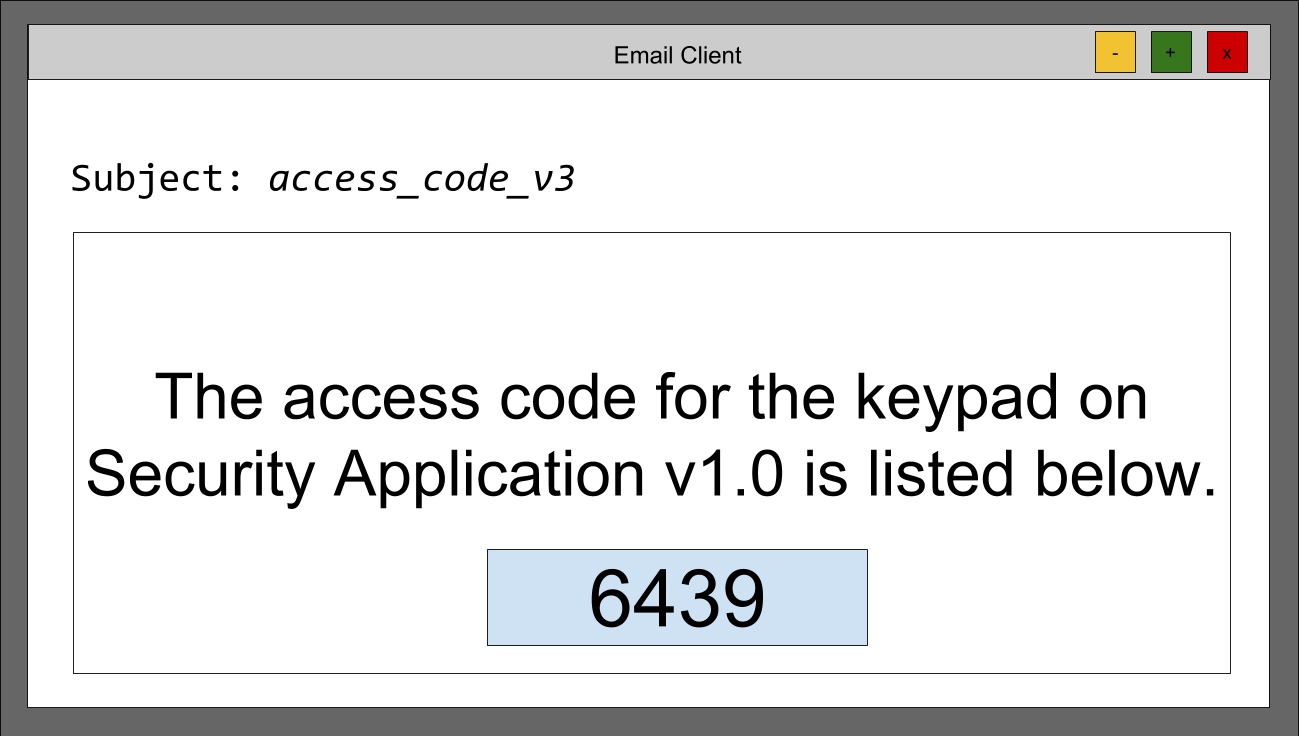 Email Client
-
+
x
Subject: access_code_v3
The access code for the keypad on
Security Application v1.0 is listed below.
6439